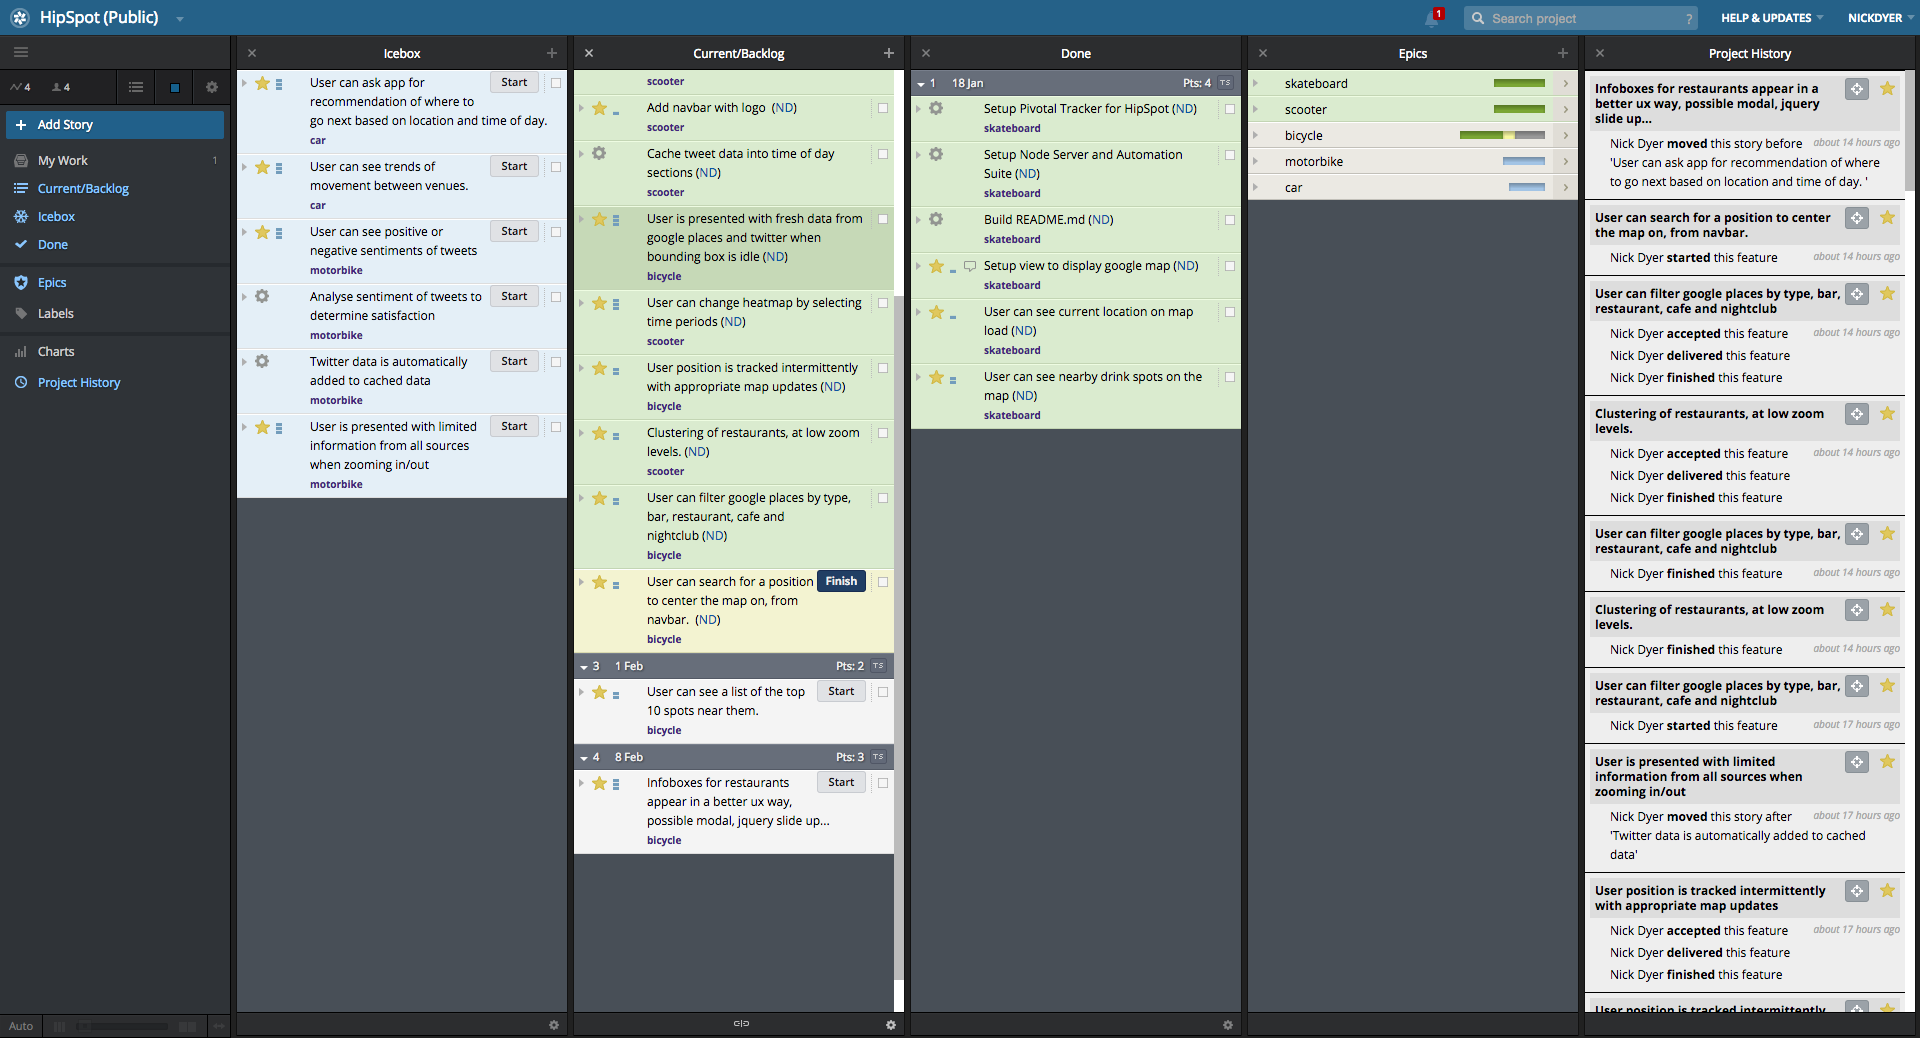 HipSpot (Public)
1
Search project
?
HELP & UPDATES
NICKDYER
4
4
Add Story
My Work 1
Current/Backlog
Icebox
Done
Epics
Labels
Charts
Project History
Auto
Icebox
User can ask app for
recommendation of where to
go next based on location and time of day.
car
Start
User can see trends of
movement between venues.
car
Start
User can see positive or
negative sentiments of tweets
motorbike
Start
Analyse sentiment of tweets to
determine satisfaction
motorbike
Start
Twitter data is automatically
added to cached data
motorbike
Start
User is presented with limited
information from all sources
when zooming in/out
motorbike
Start
Current/Backlog
scooter
Add navbar with logo (ND)
scooter
Cache tweet data into time of day
sections (ND)
scooter
User is presented with fresh data from
google places and twitter when
bounding box is idle (ND)
bicycle
User can change heatmap by selecting
time periods (ND)
scooter
User position is tracked intermittently
with appropriate map updates (ND)
bicycle
Clustering of restaurants, at low zoom
levels. (ND)
scooter
User can filter google places by type,
bar, restaurant, cafe and
nightclub (ND)
bicycle
User can search for a position
to center the map on, from
navbar. (ND)
bicycle
Finish
3 1 Feb Pts: 2 TS
User can see a list of the top
10 spots near them.
bicycle
Start
4 8 Feb Pts: 3 TS
Infoboxes for restaurants
appear in a better ux way,
possible modal, jquery slide up...
bicycle
Start
Done
1 18 Jan Pts: 4 TS
Setup Pivotal Tracker for HipSpot (ND)
skateboard
Setup Node Server and Automation
Suite (ND)
skateboard
Build README.md (ND)
skateboard
Setup view to display google map (ND)
skateboard
User can see current location on map
load (ND)
skateboard
User can see nearby drink spots on the
map (ND)
skateboard
Epics
skateboard
scooter
bicycle
motorbike
car
Project History
Infoboxes for restaurants appear in a
better ux way, possible modal, jquery
slide up...
Nick Dyer moved this story before about 14 hours ago
'User can ask app for recommendation of where
to go next based on location and time of day. '
User can search for a position to center
the map on, from navbar.
Nick Dyer started this feature about 14 hours ago
User can filter google places by type, bar,
restaurant, cafe and nightclub
Nick Dyer accepted this feature about 14 hours ago
Nick Dyer delivered this feature
Nick Dyer finished this feature
Clustering of restaurants, at low zoom
levels.
Nick Dyer accepted this feature about 14 hours ago
Nick Dyer delivered this feature
Nick Dyer finished this feature
User can filter google places by type, bar,
restaurant, cafe and nightclub
Nick Dyer finished this feature about 14 hours ago
Clustering of restaurants, at low zoom
levels.
Nick Dyer finished this feature about 14 hours ago
User can filter google places by type, bar,
restaurant, cafe and nightclub
Nick Dyer started this feature about 17 hours ago
User is presented with limited
information from all sources when
zooming in/out
Nick Dyer moved this story after about 17 hours ago
'Twitter data is automatically added to cached
data'
User position is tracked intermittently
with appropriate map updates
Nick Dyer accepted this feature about 17 hours ago
Nick Dyer delivered this feature
Nick Dyer finished this feature
User position is tracked intermittently